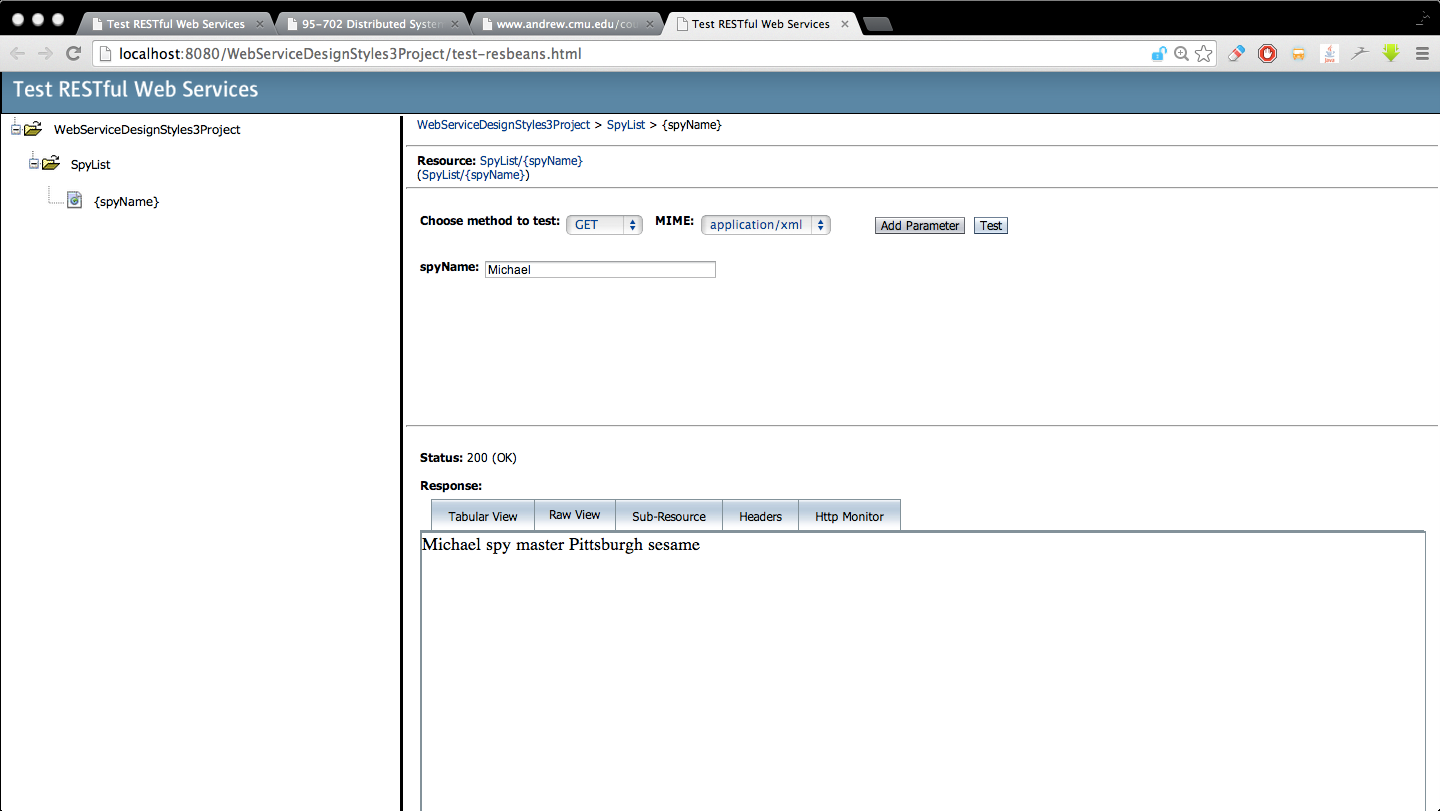 Test RESTful Web Services
95-702 Distributed System
www.andrew.cmu.edu/co
Test RESTful Web Services
localhost:8080/WebServiceDesignStyles3Project/test-resbeans.html
Test RESTful Web Services
WebServiceDesignStyles3Project
SpyList
{spyName}
WebServiceDesignStyles3Project > SpyList > {spyName}
Resource: SpyList/{spyName}
(SpyList/{spyName})
Choose method to test: GET MIME: application/xml Add Parameter Test
spyName: Michael
Status: 200 (OK)
Response:
Tabular View Raw View Sub-Resource Headers Http Monitor
Michael spy master Pittsburgh sesame